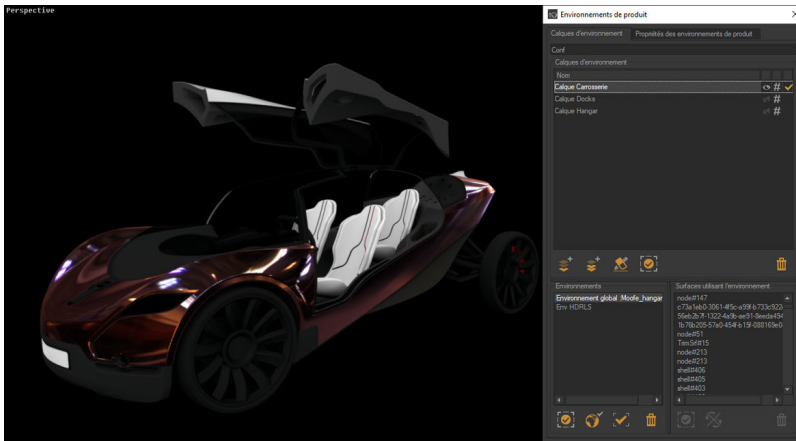 Perspective
Environnements de produit
Calques d'environnement Propriétés des environnements de produit
Conf
Calques d'environnement
Nom
Calque Carrosserie
Calque Docks
Calque Hangar
Environnements
Environnement global :Moofe_hangar
Env HDRLS
Surfaces utilisant l'environnement
node#147
node#51
TrimSrf#15
node#213
node#213
shell#406
shell#405
shell#403